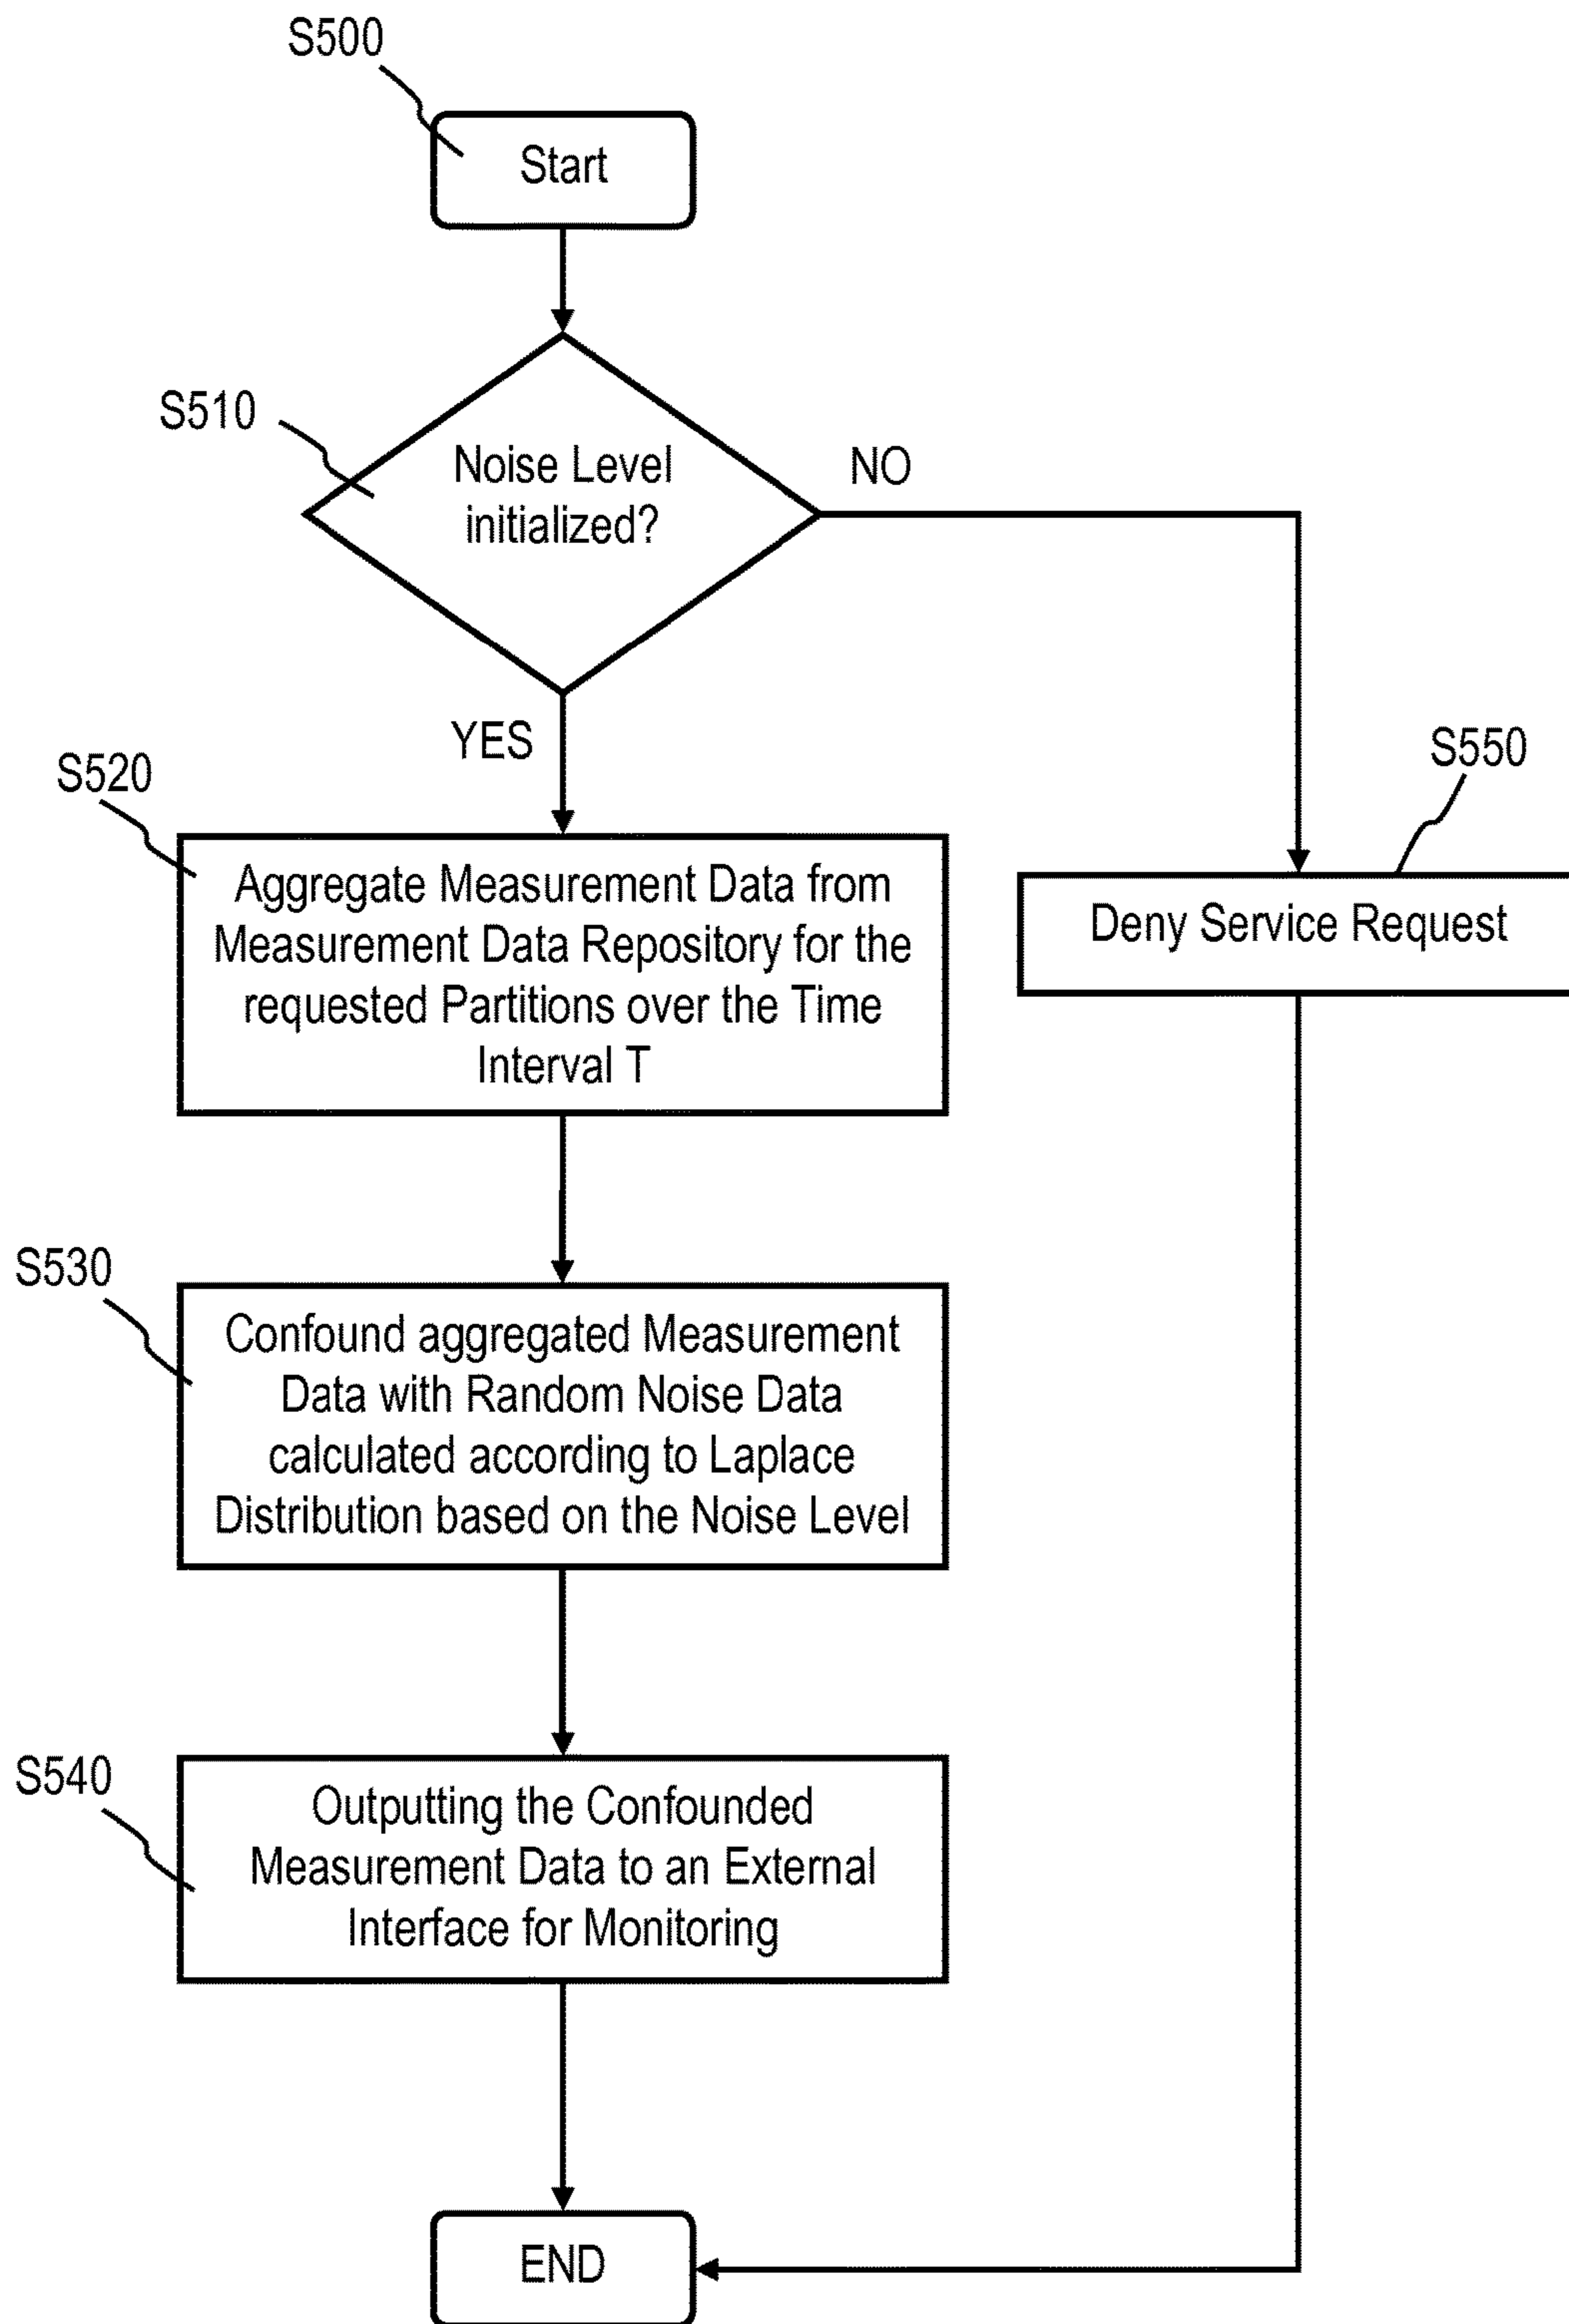 S500
Start
S510
Noise Level
initialized?
NO
YES
S520
Aggregate Measurement Data from
Measurement Data Repository for the
requested Partitions over the Time
Interval T
S550
Deny Service Request
S530
Confound aggregated Measurement
Data with Random Noise Data
calculated according to Laplace
Distribution based on the Noise Level
S540
Outputting the Confounded
Measurement Data to an External
Interface for Monitoring
END